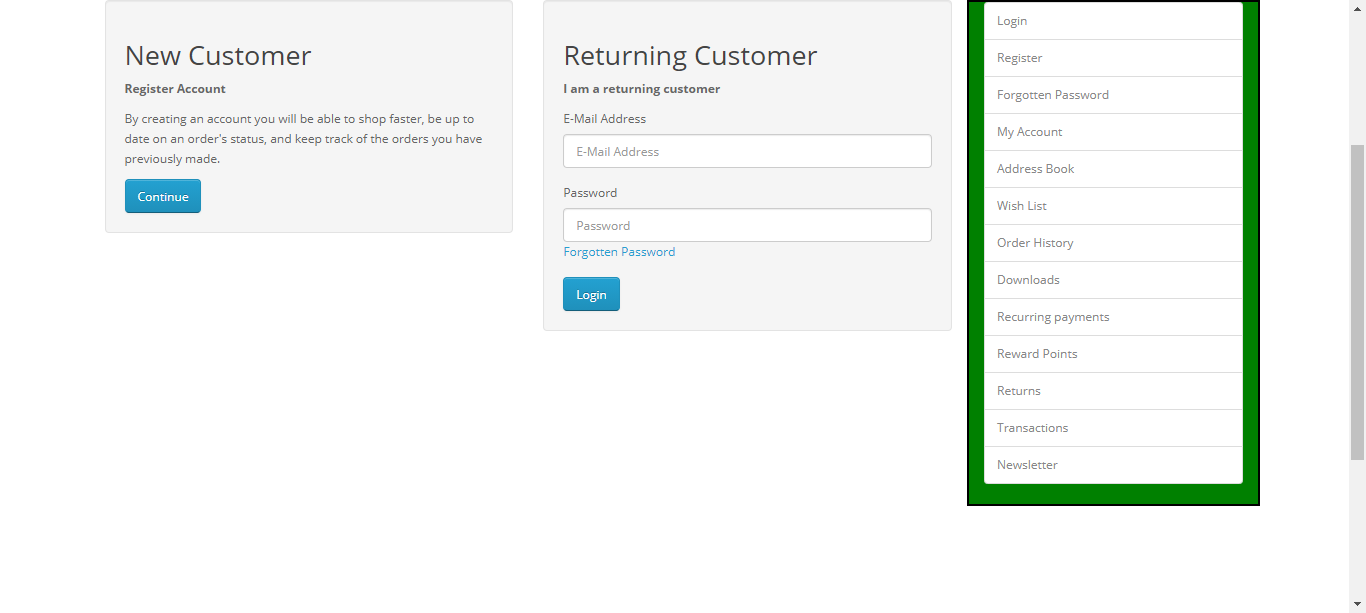 New Customer
Register Account
By creating an account you will be able to shop faster, be up to
date on an order's status, and keep track of the orders you have
previously made.
Continue
Returning Customer
I am a returning customer
E-Mail Address
E-Mail Address
Password
Password
Forgotten Password
Login
Login
Register
Forgotten Password
My Account
Address Book
Wish List
Order History
Downloads
Recurring payments
Reward Points
Returns
Transactions
Newsletter